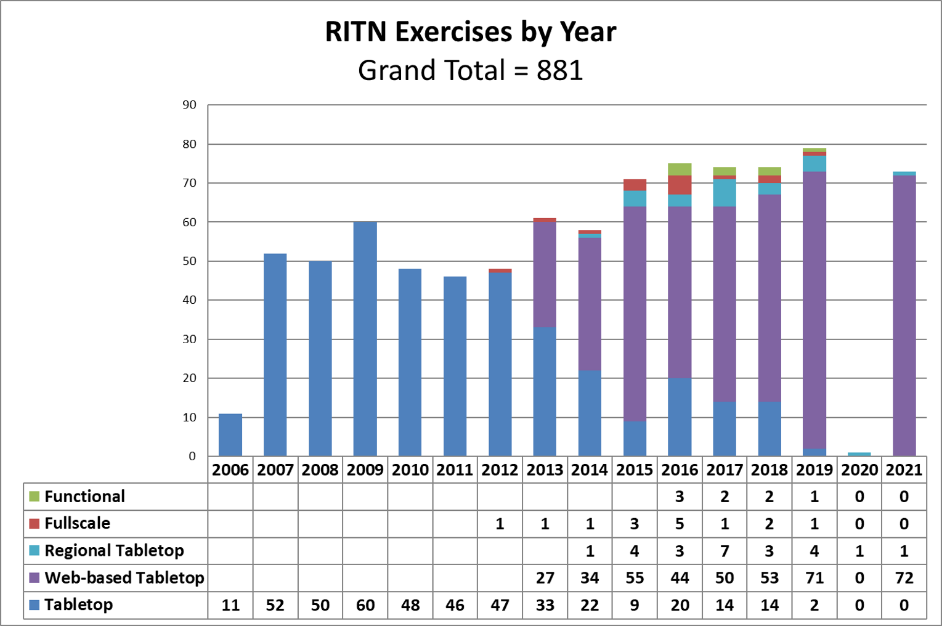 RITN Exercises by Year
Grand Total = 881
90
80
70
60
50
40
30
20
10
0
2006 2007 2008 2009 2010 2011 2012 2013 2014 2015 2016 2017 2018 2019 2020 2021
Functional 3 2 2 1 0 0
Fullscale 1 1 1 3 5 1 2 1 0 0
Regional Tabletop 1 4 3 7 3 4 1 1
Web-based Tabletop 27 34 55 44 50 53 71 0 72
Tabletop 11 52 50 60 48 46 47 33 22 9 20 14 14 2 0 0